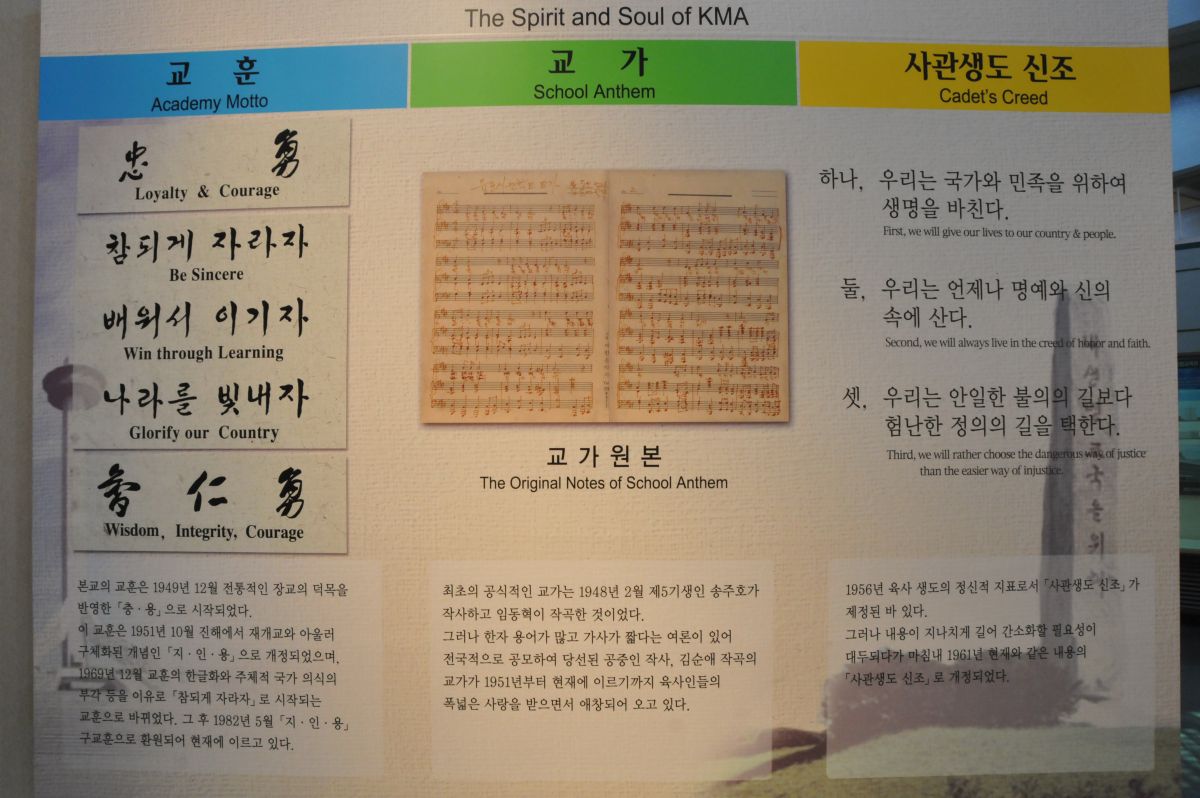 The Spirit and Soul of KMA
교 훈
Academy Motto
忠 勇
Loyalty & Courage
참되게 자라자
Be Sincere
배워서 이기자
Win through Learning
나라를 빛내자
Glorify our Country
智 仁 勇
Wisdom, Integrity, Courage
본교의 교훈은 1949년 12월 전통적인 장교의 덕목을
반영한 「충 · 용」으로 시작되었다.
이 교훈은 1951년 10월 진해에서 재개교와 아울러
구체화된 개념인 「지 · 인 · 용」으로 개정되었으며,
1969년 12월 교훈의 한글화와 주체적 국가 의식의
부각 등을 이유로 「참되게 자라자」로 시작되는
교훈으로 바뀌었다. 그 후 1982년 5월 「지 · 인 · 용」
구교훈으로 환원되어 현재에 이르고 있다.
교 가
School Anthem
교 가 원 본
The Original Notes of School Anthem
최초의 공식적인 교가는 1948년 2월 제5기생인 송주호가
작사하고 임동혁이 작곡한 것이었다.
그러나 한자 용어가 많고 가사가 짧다는 여론이 있어
전국적으로 공모하여 당선된 공중인 작사, 김순애 작곡의
교가가 1951년부터 현재에 이르기까지 육사인들의
폭넓은 사랑을 받으면서 애창되어 오고 있다.
사관생도 신조
Cadet's Creed
하나, 우리는 국가와 민족을 위하여
생명을 바친다.
First, we will give our lives to our country & people.
둘, 우리는 언제나 명예와 신의
속에 산다.
Second, we will always live in the creed of honor and faith.
셋, 우리는 안일한 불의의 길보다
험난한 정의의 길을 택한다.
Third, we will rather choose the dangerous way of justice
than the easier way of injustice.
1956년 육사 생도의 정신적 지표로서 「사관생도 신조」가
제정된 바 있다.
그러나 내용이 지나치게 길어 간소화할 필요성이
대두되다가 마침내 1961년 현재와 같은 내용의
「사관생도 신조」로 개정되었다.